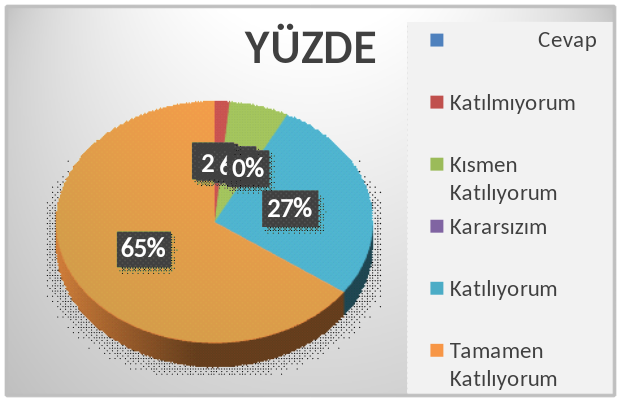 YÜZDE
Cevap
Katılmıyorum
Kısmen
Katılıyorum
Kararsızım
Katılıyorum
Tamamen
Katılıyorum
0%
27%
65%